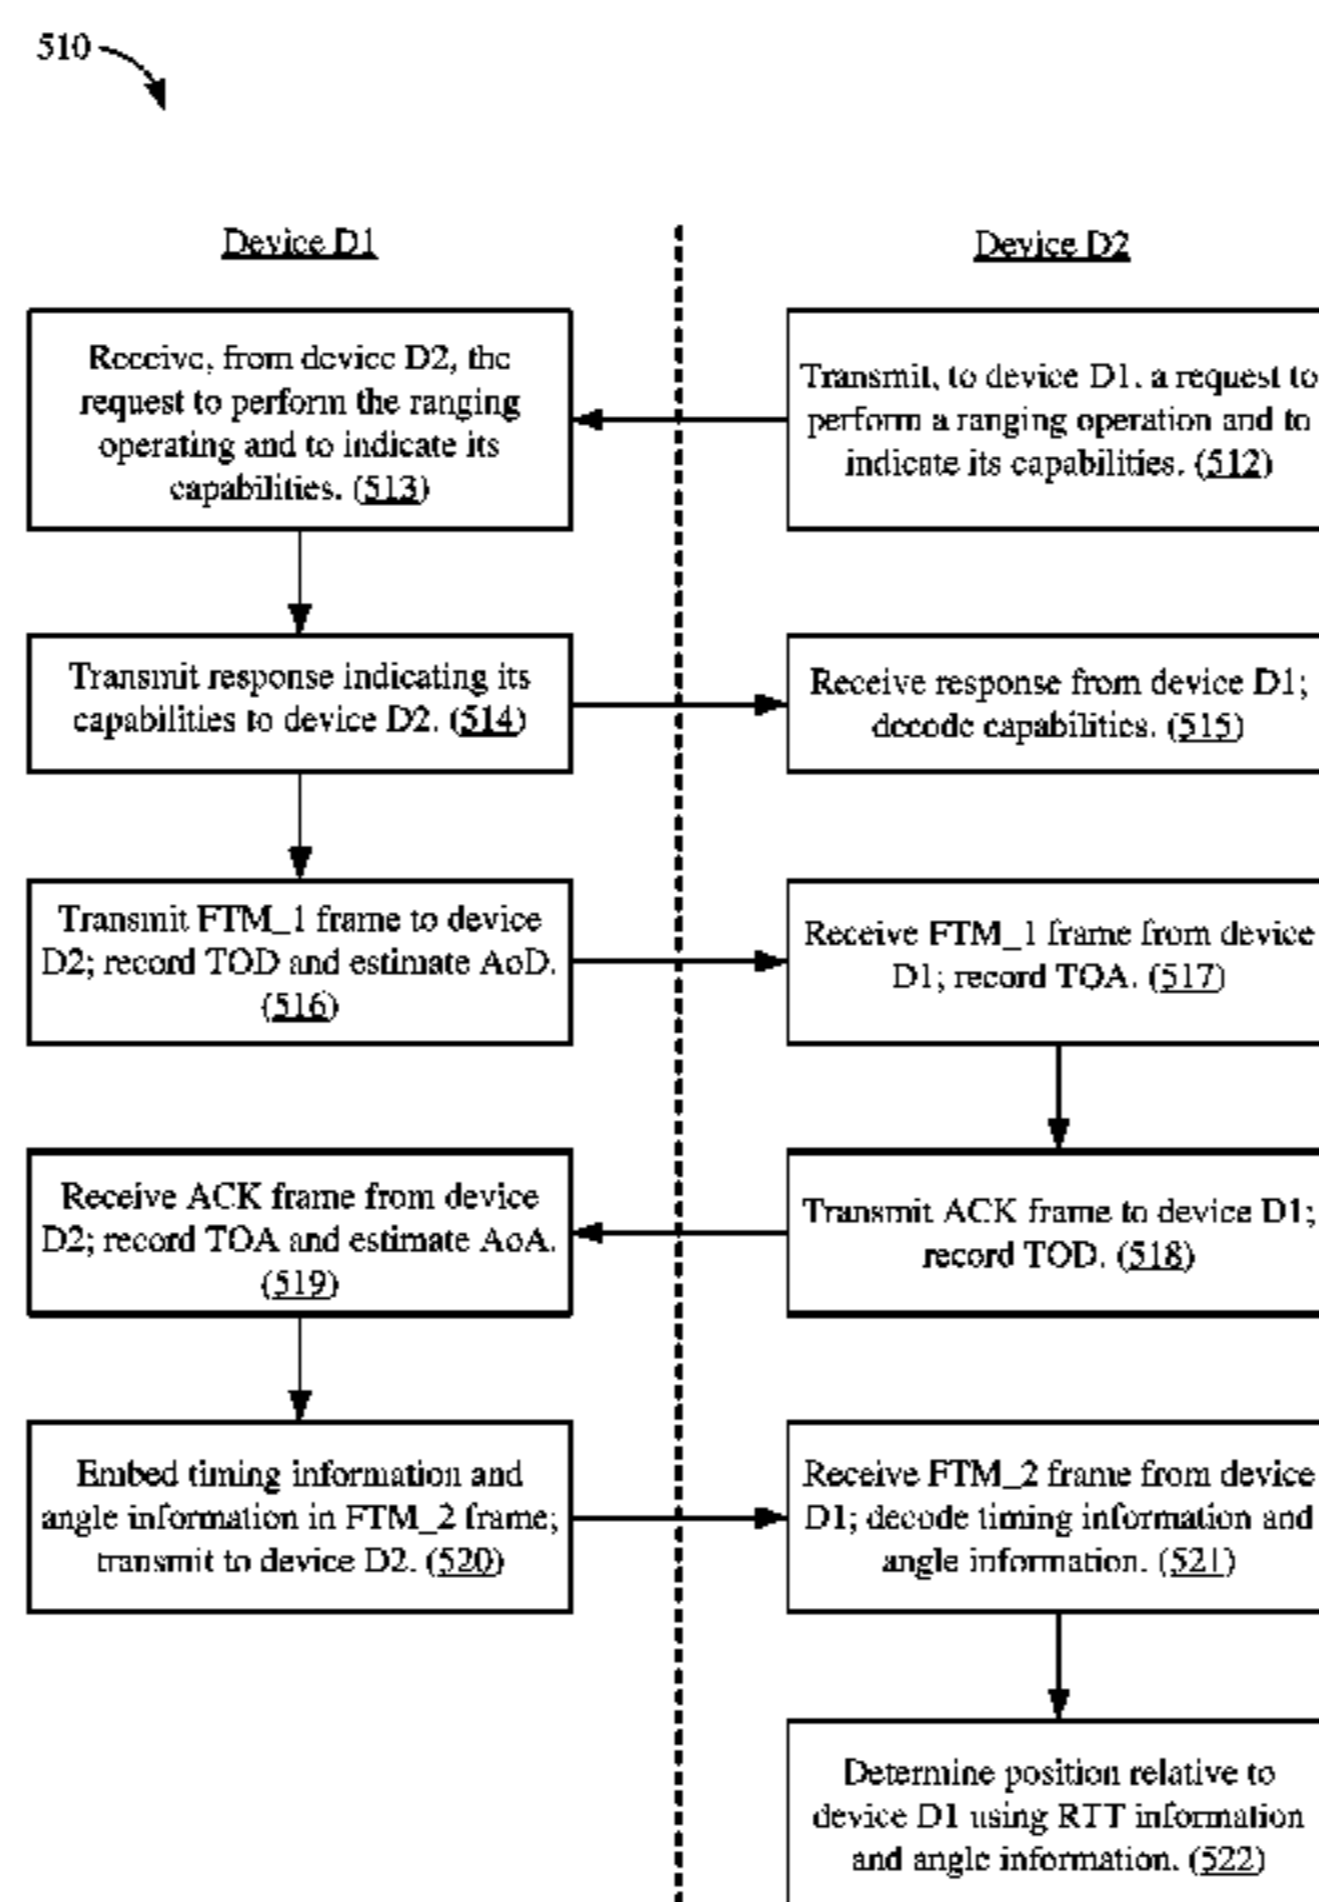 510
Device D1
Device D2
Receive, from device D2, the
request to perform the ranging
operating and to indicate its
capabilities. (513)
Transmit, to device D1, a request to
perform a ranging operation and to
indicate its capabilities. (512)
Transmit response indicating its
capabilities to device D2. (514)
Receive response from device D1;
decode capabilities. (515)
Transmit FTM_1 frame to device
D2; record TOD and estimate AoD.
(516)
Receive FTM_1 frame from device
D1; record TOA. (517)
Receive ACK frame from device
D2; record TOA and estimate AoA.
(519)
Transmit ACK frame to device D1;
record TOD. (518)
Embed timing information and
angle information in FTM_2 frame;
transmit to device D2. (520)
Receive FTM_2 frame from device
D1; decode timing information and
angle information. (521)
Determine position relative to
device D1 using RTT information
and angle information. (522)